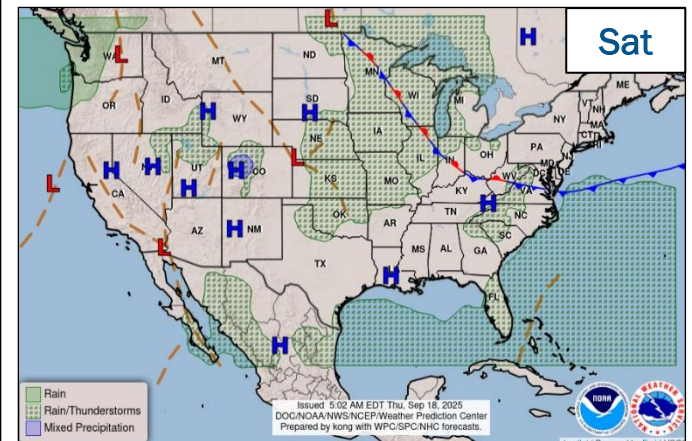 Sat
L
H
WA
L
MT
ND
MN
ME
OR
ID
WY
SD
WI
MI
VT
NH
NY
MA
CT
RI
H
H
NE
IA
PA
NJ
OH
IL
IN
MD
DE
DC
H
H
UT
H
CO
L
KS
MO
WV
VA
KY
L
CA
H
H
NC
TN
OK
AR
SC
AZ
H
NM
MS
AL
GA
L
TX
H
FL
H
Rain
Rain/Thunderstorms
Mixed Precipitation
Issued 5:02 AM EDT Thu, Sep 18, 2025
DOC/NOAA/NWS/NCEP/Weather Prediction Center
Prepared by kong with WPC/SPC/NHC forecasts.
NOAA
NATIONAL WEATHER SERVICE